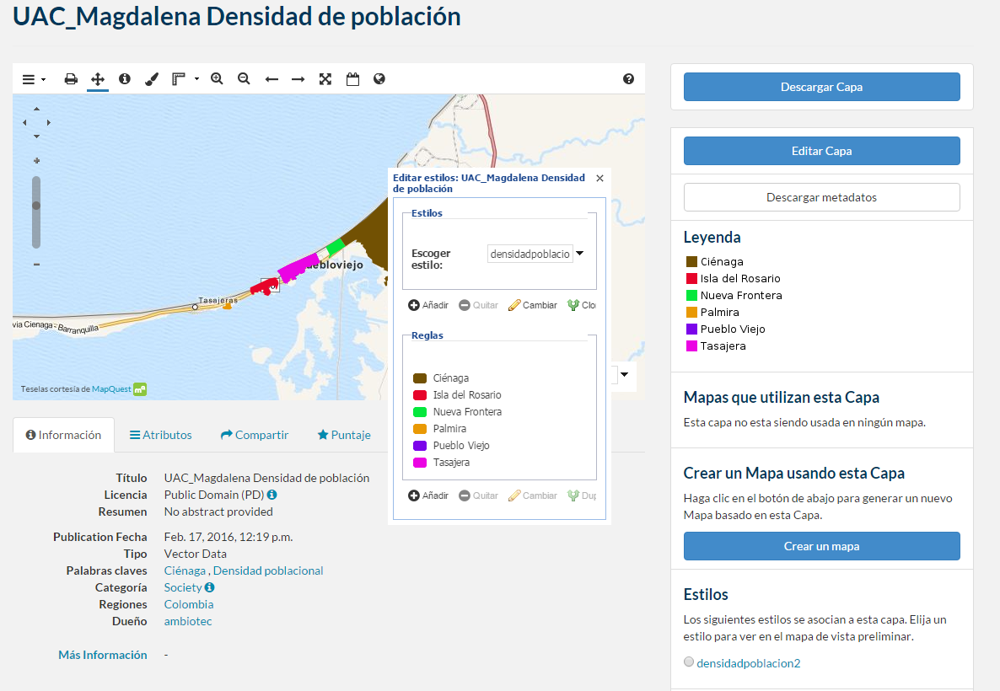 UAC_Magdalena Densidad de población
Descargar Capa
Editar Capa
Descargar metadatos
Leyenda
Ciénaga
Isla del Rosario
Nueva Frontera
Palmira
Pueblo Viejo
Tasajera
Mapas que utilizan esta Capa
Esta capa no esta siendo usada en ningún mapa.
Crear un Mapa usando esta Capa
Haga clic en el botón de abajo para generar un nuevo
Mapa basado en esta Capa.
Crear un mapa
Estilos
Los siguientes estilos se asocian a esta capa. Elija un
estilo para ver en el mapa de vista preliminar.
densidadpoblacion2
Editar estilos: UAC_Magdalena Densidad
de población
Estilos
Escoger
estilo:
densidadpoblacio
Añadir Quitar Cambiar Clo
Reglas
Ciénaga
Isla del Rosario
Nueva Frontera
Palmira
Pueblo Viejo
Tasajera
Añadir Quitar Cambiar Dup
ebloviejo
Tasajeras
via Cienaga - Barranquilla
Teselas cortesía de MapQuest
Información Atributos Compartir Puntaje
Título UAC_Magdalena Densidad de población
Licencia Public Domain (PD)
Resumen No abstract provided
Publication Fecha Feb. 17, 2016, 12:19 p.m.
Tipo Vector Data
Palabras claves Ciénaga , Densidad poblacional
Categoría Society
Regiones Colombia
Dueño ambiotec
Más Información -